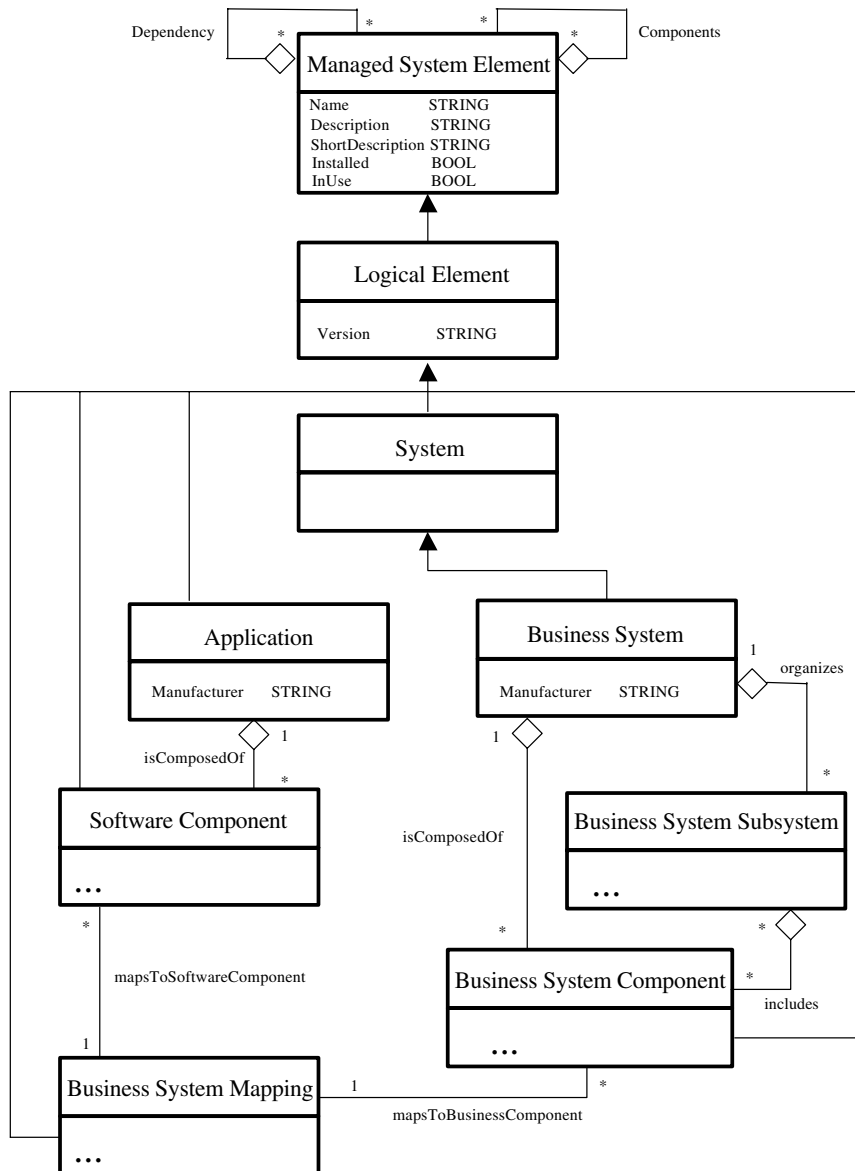 Dependency * * * * Components
Managed System Element
Name STRING
Description STRING
ShortDescription STRING
Installed BOOL
InUse BOOL
Logical Element
Version STRING
System
Application
Manufacturer STRING
Business System
Manufacturer STRING
1
organizes
*
1
isComposedOf
*
1
isComposedOf
*
Software Component
...
Business System Subsystem
...
*
mapsToSoftwareComponent
1
*
*
includes
Business System Component
...
Business System Mapping
...
1
mapsToBusinessComponent
*